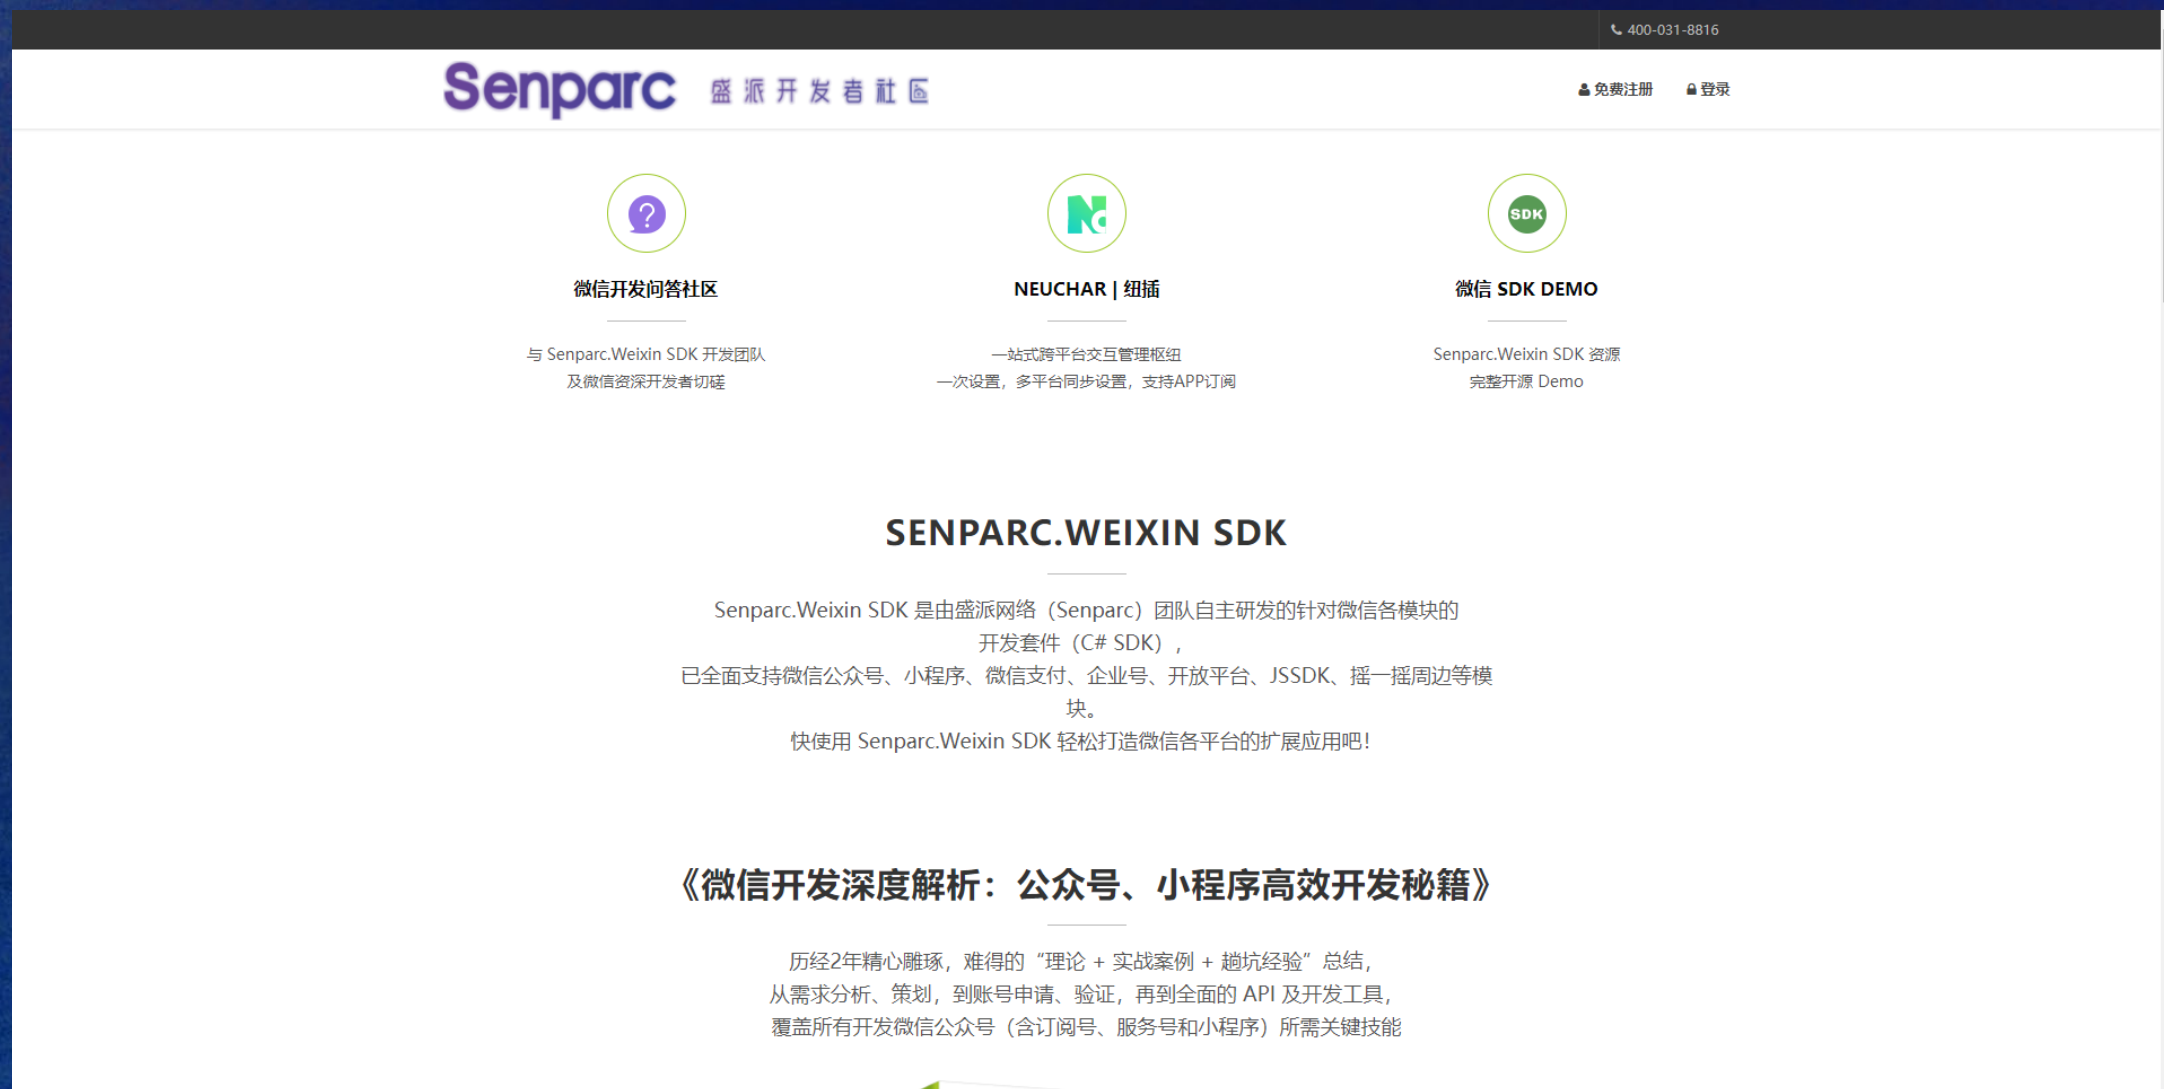 400-031-8816
Senparc 盛派开发者社区
免费注册 登录
SDK
微信开发问答社区
NEUCHAR | 纽插
微信 SDK DEMO
与 Senparc.Weixin SDK 开发团队
及微信资深开发者切磋
一站式跨平台交互管理枢纽
一次设置，多平台同步设置，支持APP订阅
Senparc.Weixin SDK 资源
完整开源 Demo
SENPARC.WEIXIN SDK
Senparc.Weixin SDK 是由盛派网络（Senparc）团队自主研发的针对微信各模块的
开发套件（C# SDK），
已全面支持微信公众号、小程序、微信支付、企业号、开放平台、JSSDK、摇一摇周边等模
块。
快使用 Senparc.Weixin SDK 轻松打造微信各平台的扩展应用吧！
《微信开发深度解析：公众号、小程序高效开发秘籍》
历经2年精心雕琢，难得的“理论 + 实战案例 + 趟坑经验”总结，
从需求分析、策划，到账号申请、验证，再到全面的 API 及开发工具，
覆盖所有开发微信公众号（含订阅号、服务号和小程序）所需关键技能